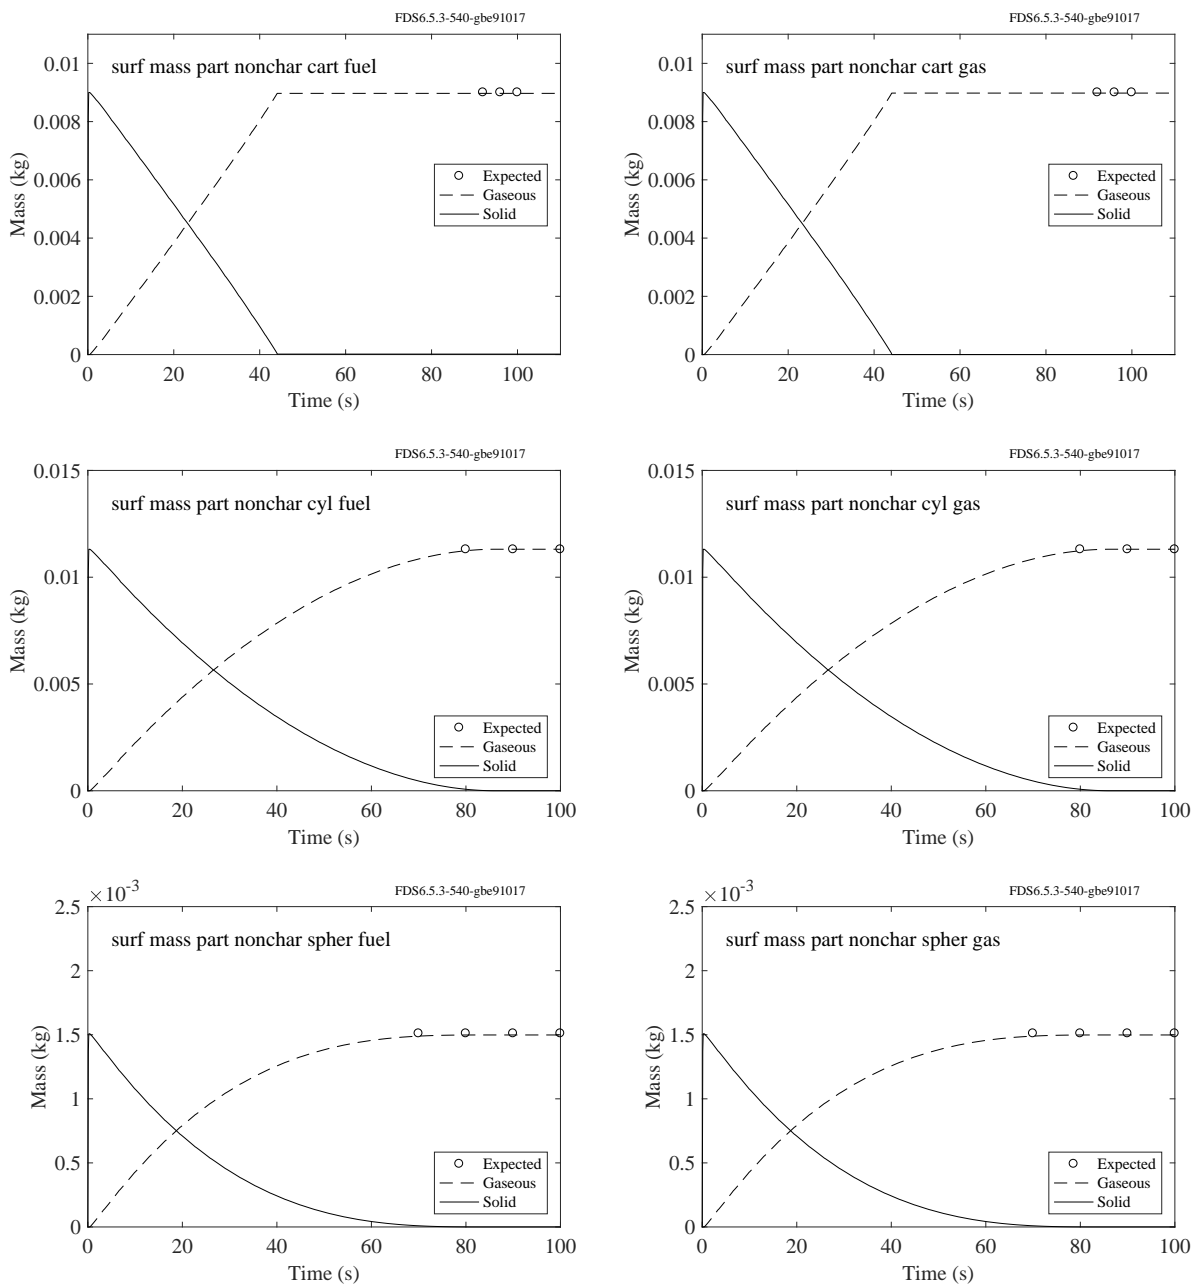 FDS6.5.3-540-gbe91017
surf mass part nonchar cart fuel
Mass (kg)
0.01
0.008
0.006
0.004
0.002
0
Expected
Gaseous
Solid
0 20 40 60 80 100
Time (s)
FDS6.5.3-540-gbe91017
surf mass part nonchar cart gas
Mass (kg)
0.01
0.008
0.006
0.004
0.002
0
Expected
Gaseous
Solid
0 20 40 60 80 100
Time (s)
FDS6.5.3-540-gbe91017
surf mass part nonchar cyl fuel
Mass (kg)
0.015
0.01
0.005
0
Expected
Gaseous
Solid
0 20 40 60 80 100
Time (s)
FDS6.5.3-540-gbe91017
surf mass part nonchar cyl gas
Mass (kg)
0.015
0.01
0.005
0
Expected
Gaseous
Solid
0 20 40 60 80 100
Time (s)
×10-3
FDS6.5.3-540-gbe91017
surf mass part nonchar spher fuel
Mass (kg)
2.5
2
1.5
1
0.5
0
Expected
Gaseous
Solid
0 20 40 60 80 100
Time (s)
×10-3
FDS6.5.3-540-gbe91017
surf mass part nonchar spher gas
Mass (kg)
2.5
2
1.5
1
0.5
0
Expected
Gaseous
Solid
0 20 40 60 80 100
Time (s)